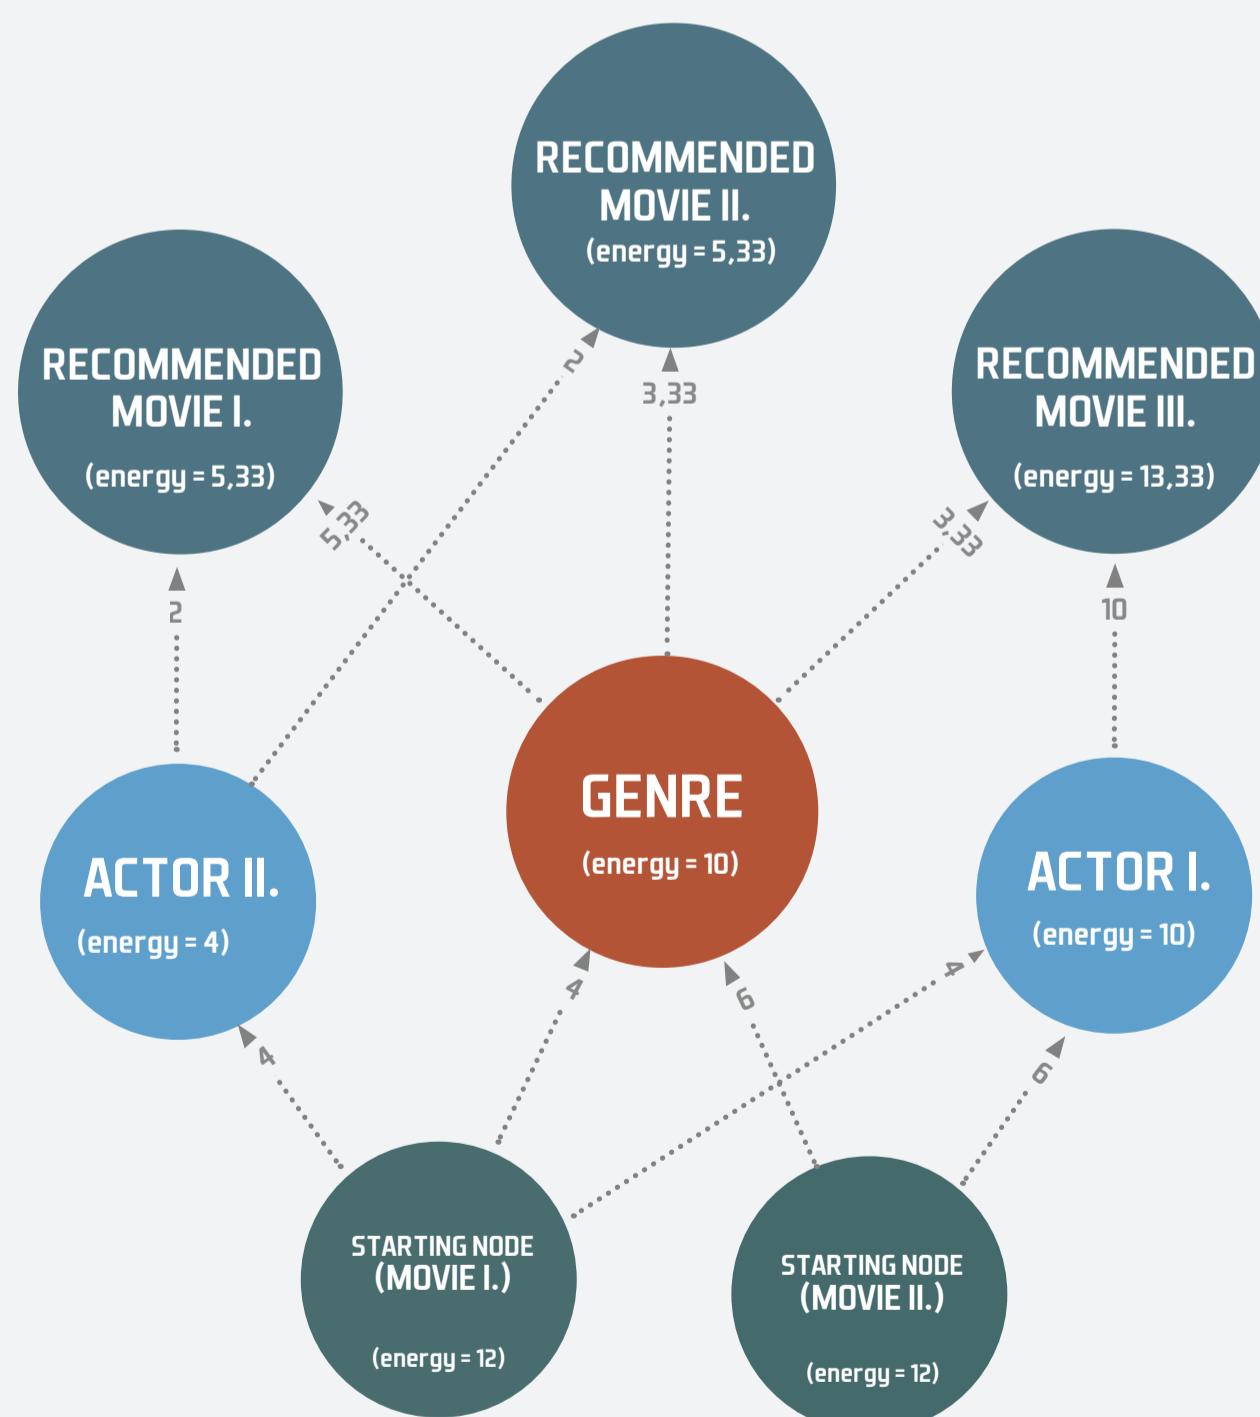 RECOMMENDED
MOVIE II.
(energy = 5,33)
RECOMMENDED
MOVIE I.
(energy = 5,33)
RECOMMENDED
MOVIE III.
(energy = 13,33)
2
3,33
5,33
3,33
2
10
GENRE
(energy = 10)
ACTOR II.
(energy = 4)
ACTOR I.
(energy = 10)
4
4
6
4
6
STARTING NODE
(MOVIE I.)
(energy = 12)
STARTING NODE
(MOVIE II.)
(energy = 12)